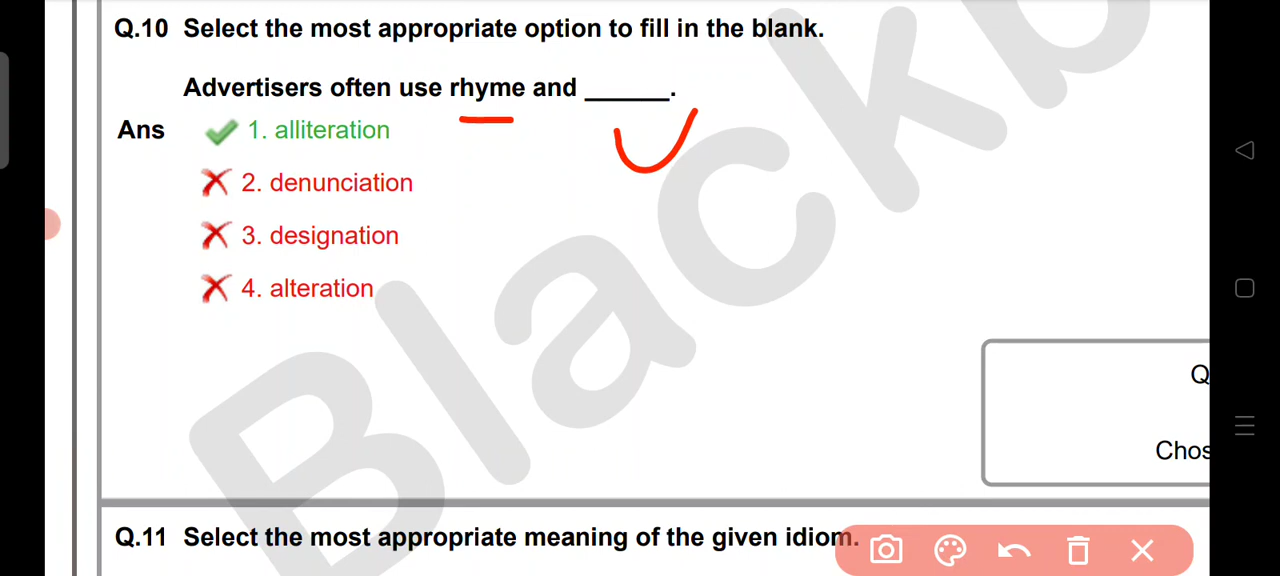 Q.10 Select the most appropriate option to fill in the blank.
Advertisers often use rhyme and ______.
Ans 1. alliteration
2. denunciation
3. designation
4. alteration
Q
Chos
Q.11 Select the most appropriate meaning of the given idiom.
Blackb